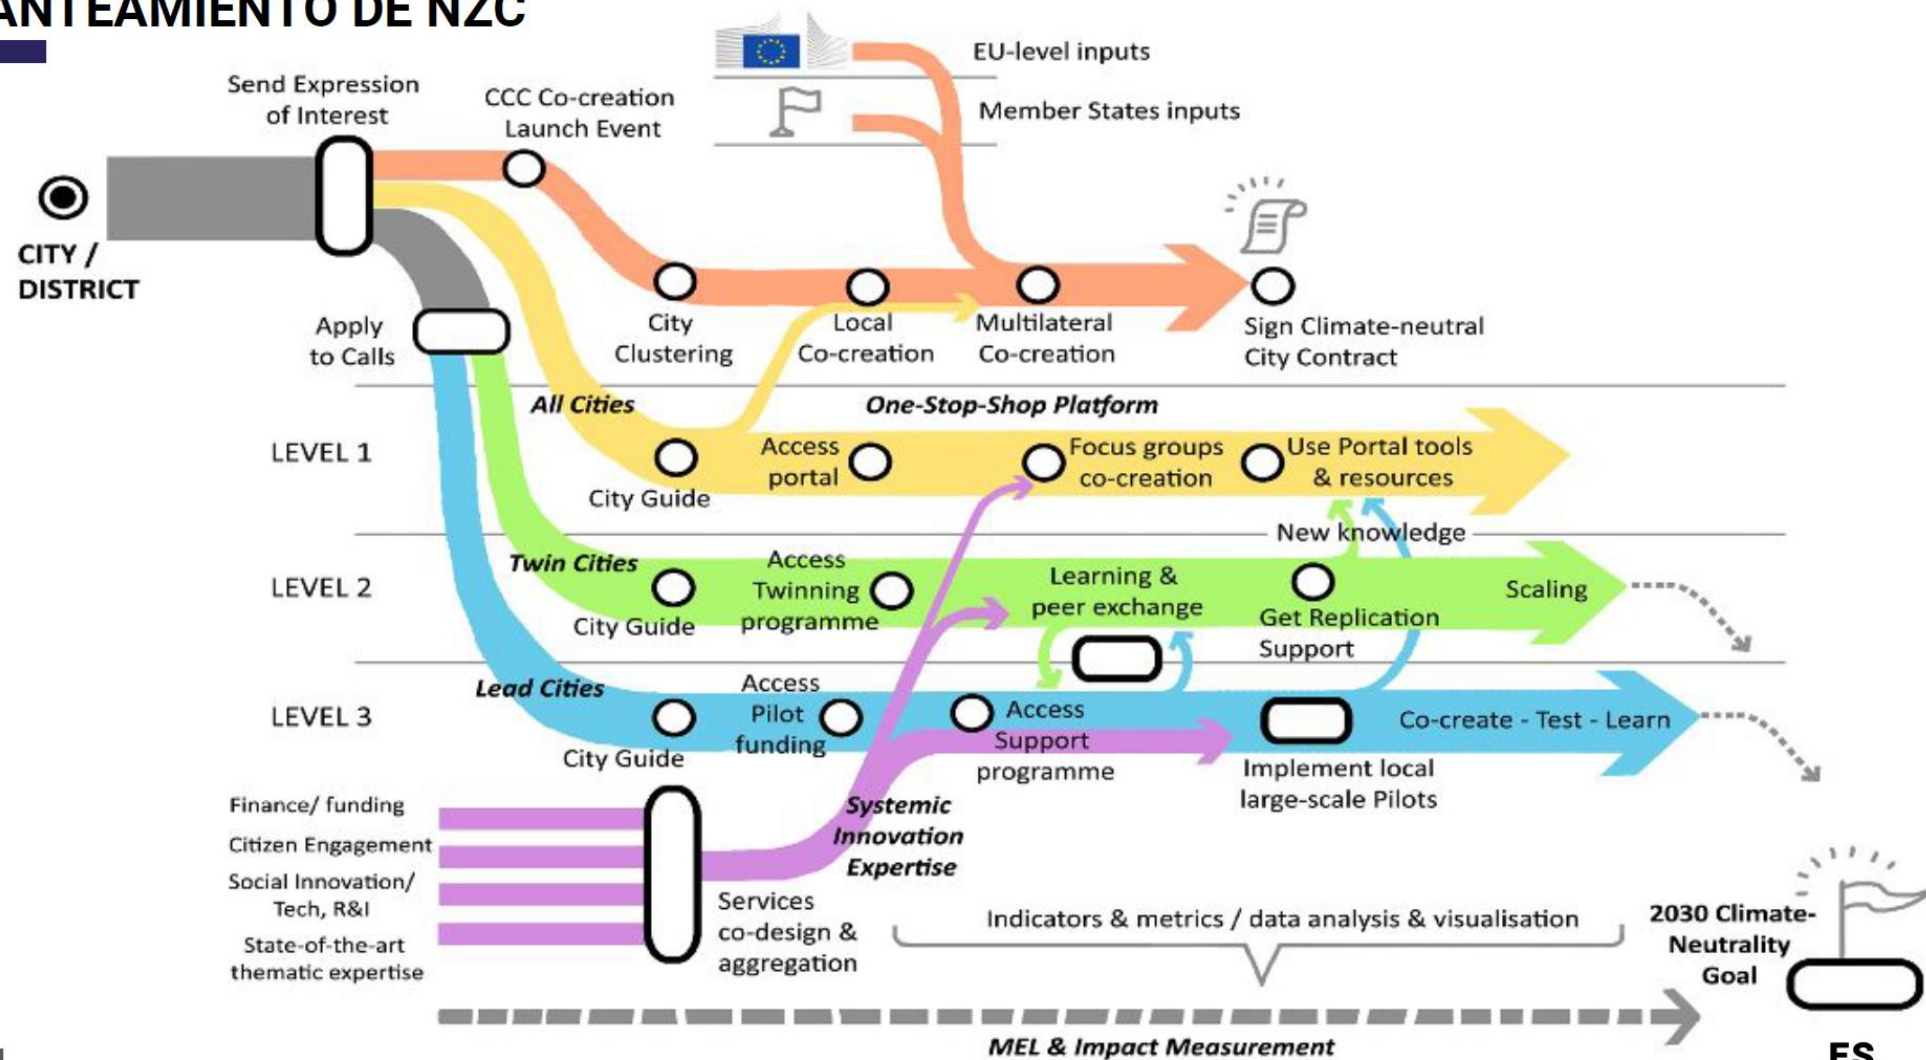 ANTEAMIENTO DE NZC
EU-level inputs
Member States inputs
Send Expression
of Interest
CCC Co-creation
Launch Event
CITY /
DISTRICT
Apply
to Calls
City
Clustering
Local
Co-creation
Multilateral
Co-creation
Sign Climate-neutral
City Contract
All Cities
One-Stop-Shop Platform
LEVEL 1
City Guide
Access
portal
Focus groups
co-creation
Use Portal tools
& resources
New knowledge
LEVEL 2
Twin Cities
City Guide
Access
Twinning
programme
Learning &
peer exchange
Get Replication
Support
Scaling
LEVEL 3
Lead Cities
City Guide
Access
Pilot
funding
Access
Support
programme
Implement local
large-scale Pilots
Co-create - Test - Learn
Finance/ funding
Citizen Engagement
Social Innovation/
Tech, R&I
State-of-the-art
thematic expertise
Services
co-design &
aggregation
Systemic
Innovation
Expertise
Indicators & metrics / data analysis & visualisation
2030 Climate-
Neutrality
Goal
MEL & Impact Measurement
ES